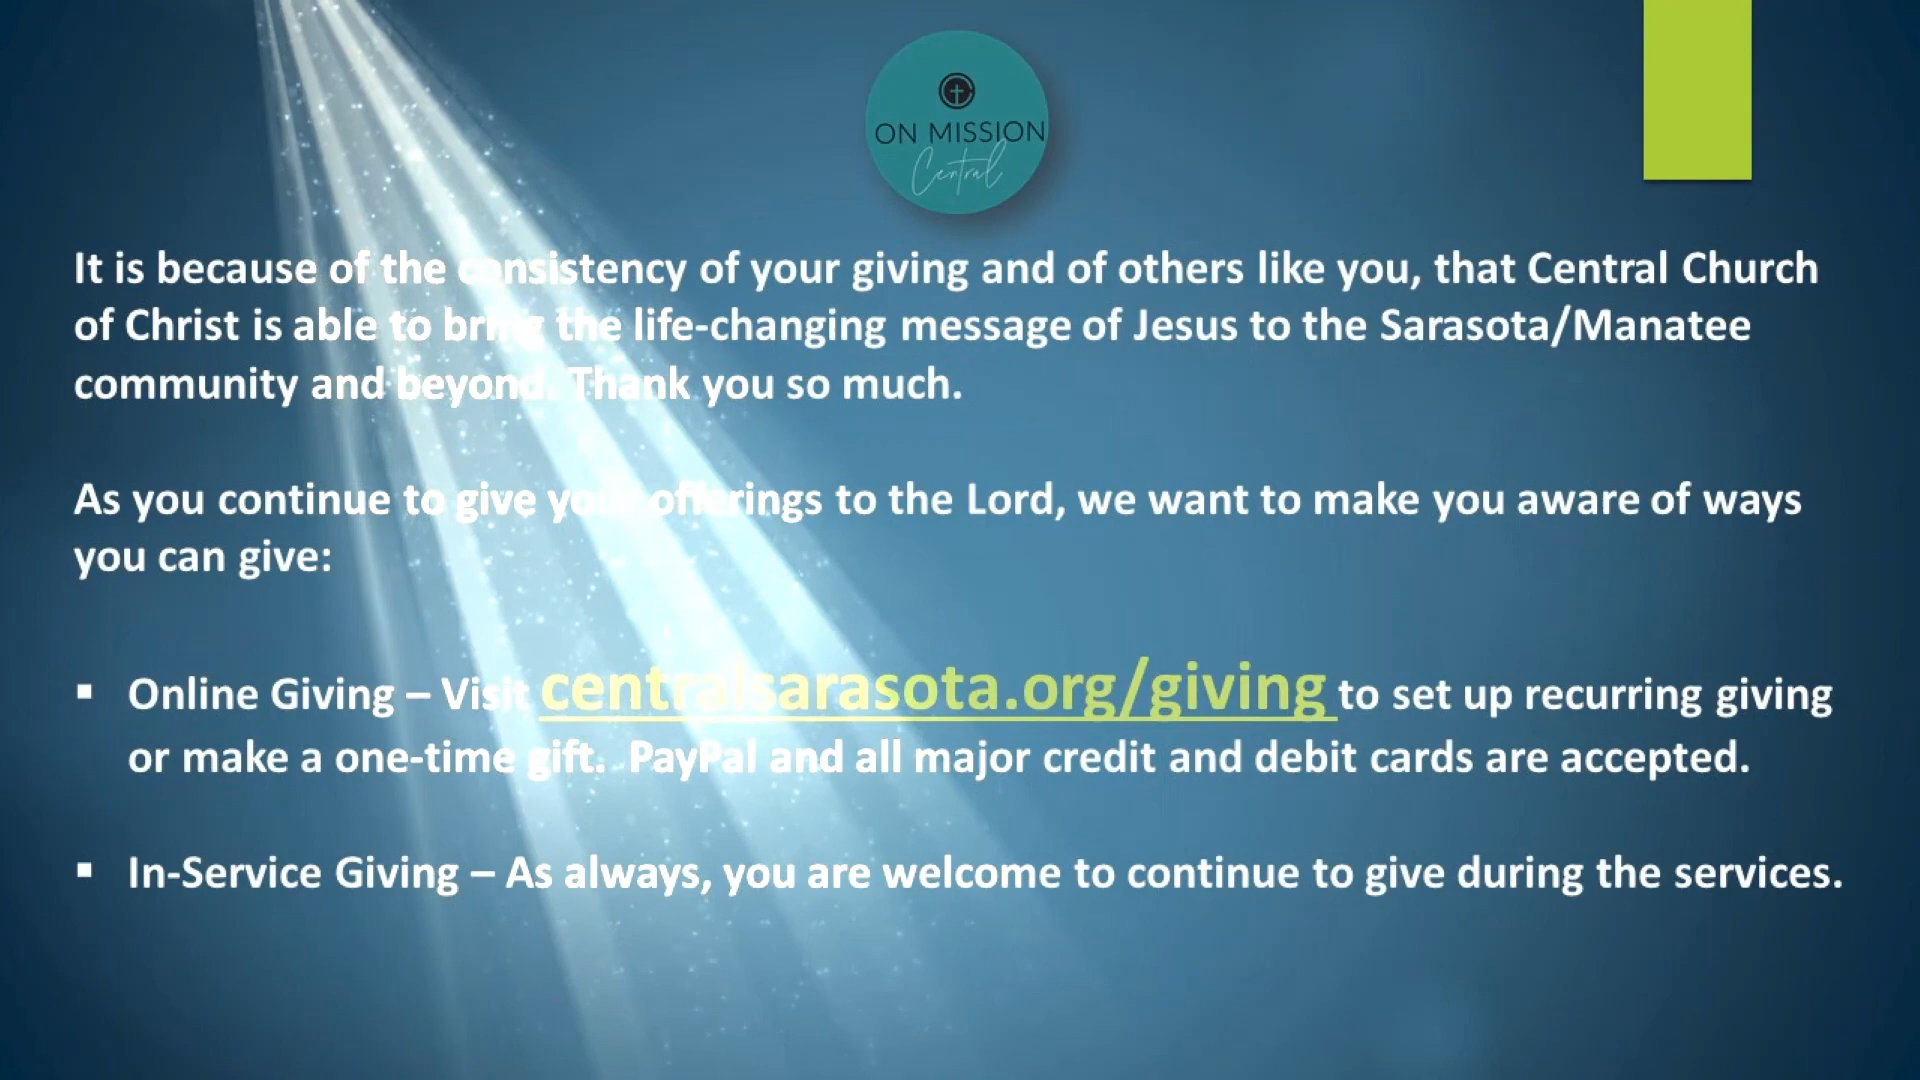 ON MISSION
Central
It is because of the consistency of your giving and of others like you, that Central Church
of Christ is able to bring the life-changing message of Jesus to the Sarasota/Manatee
community and beyond. Thank you so much.
As you continue to give your offerings to the Lord, we want to make you aware of ways
you can give:
▪ Online Giving – Visit centralsarasota.org/giving to set up recurring giving
or make a one-time gift.  PayPal and all major credit and debit cards are accepted.
▪ In-Service Giving – As always, you are welcome to continue to give during the services.